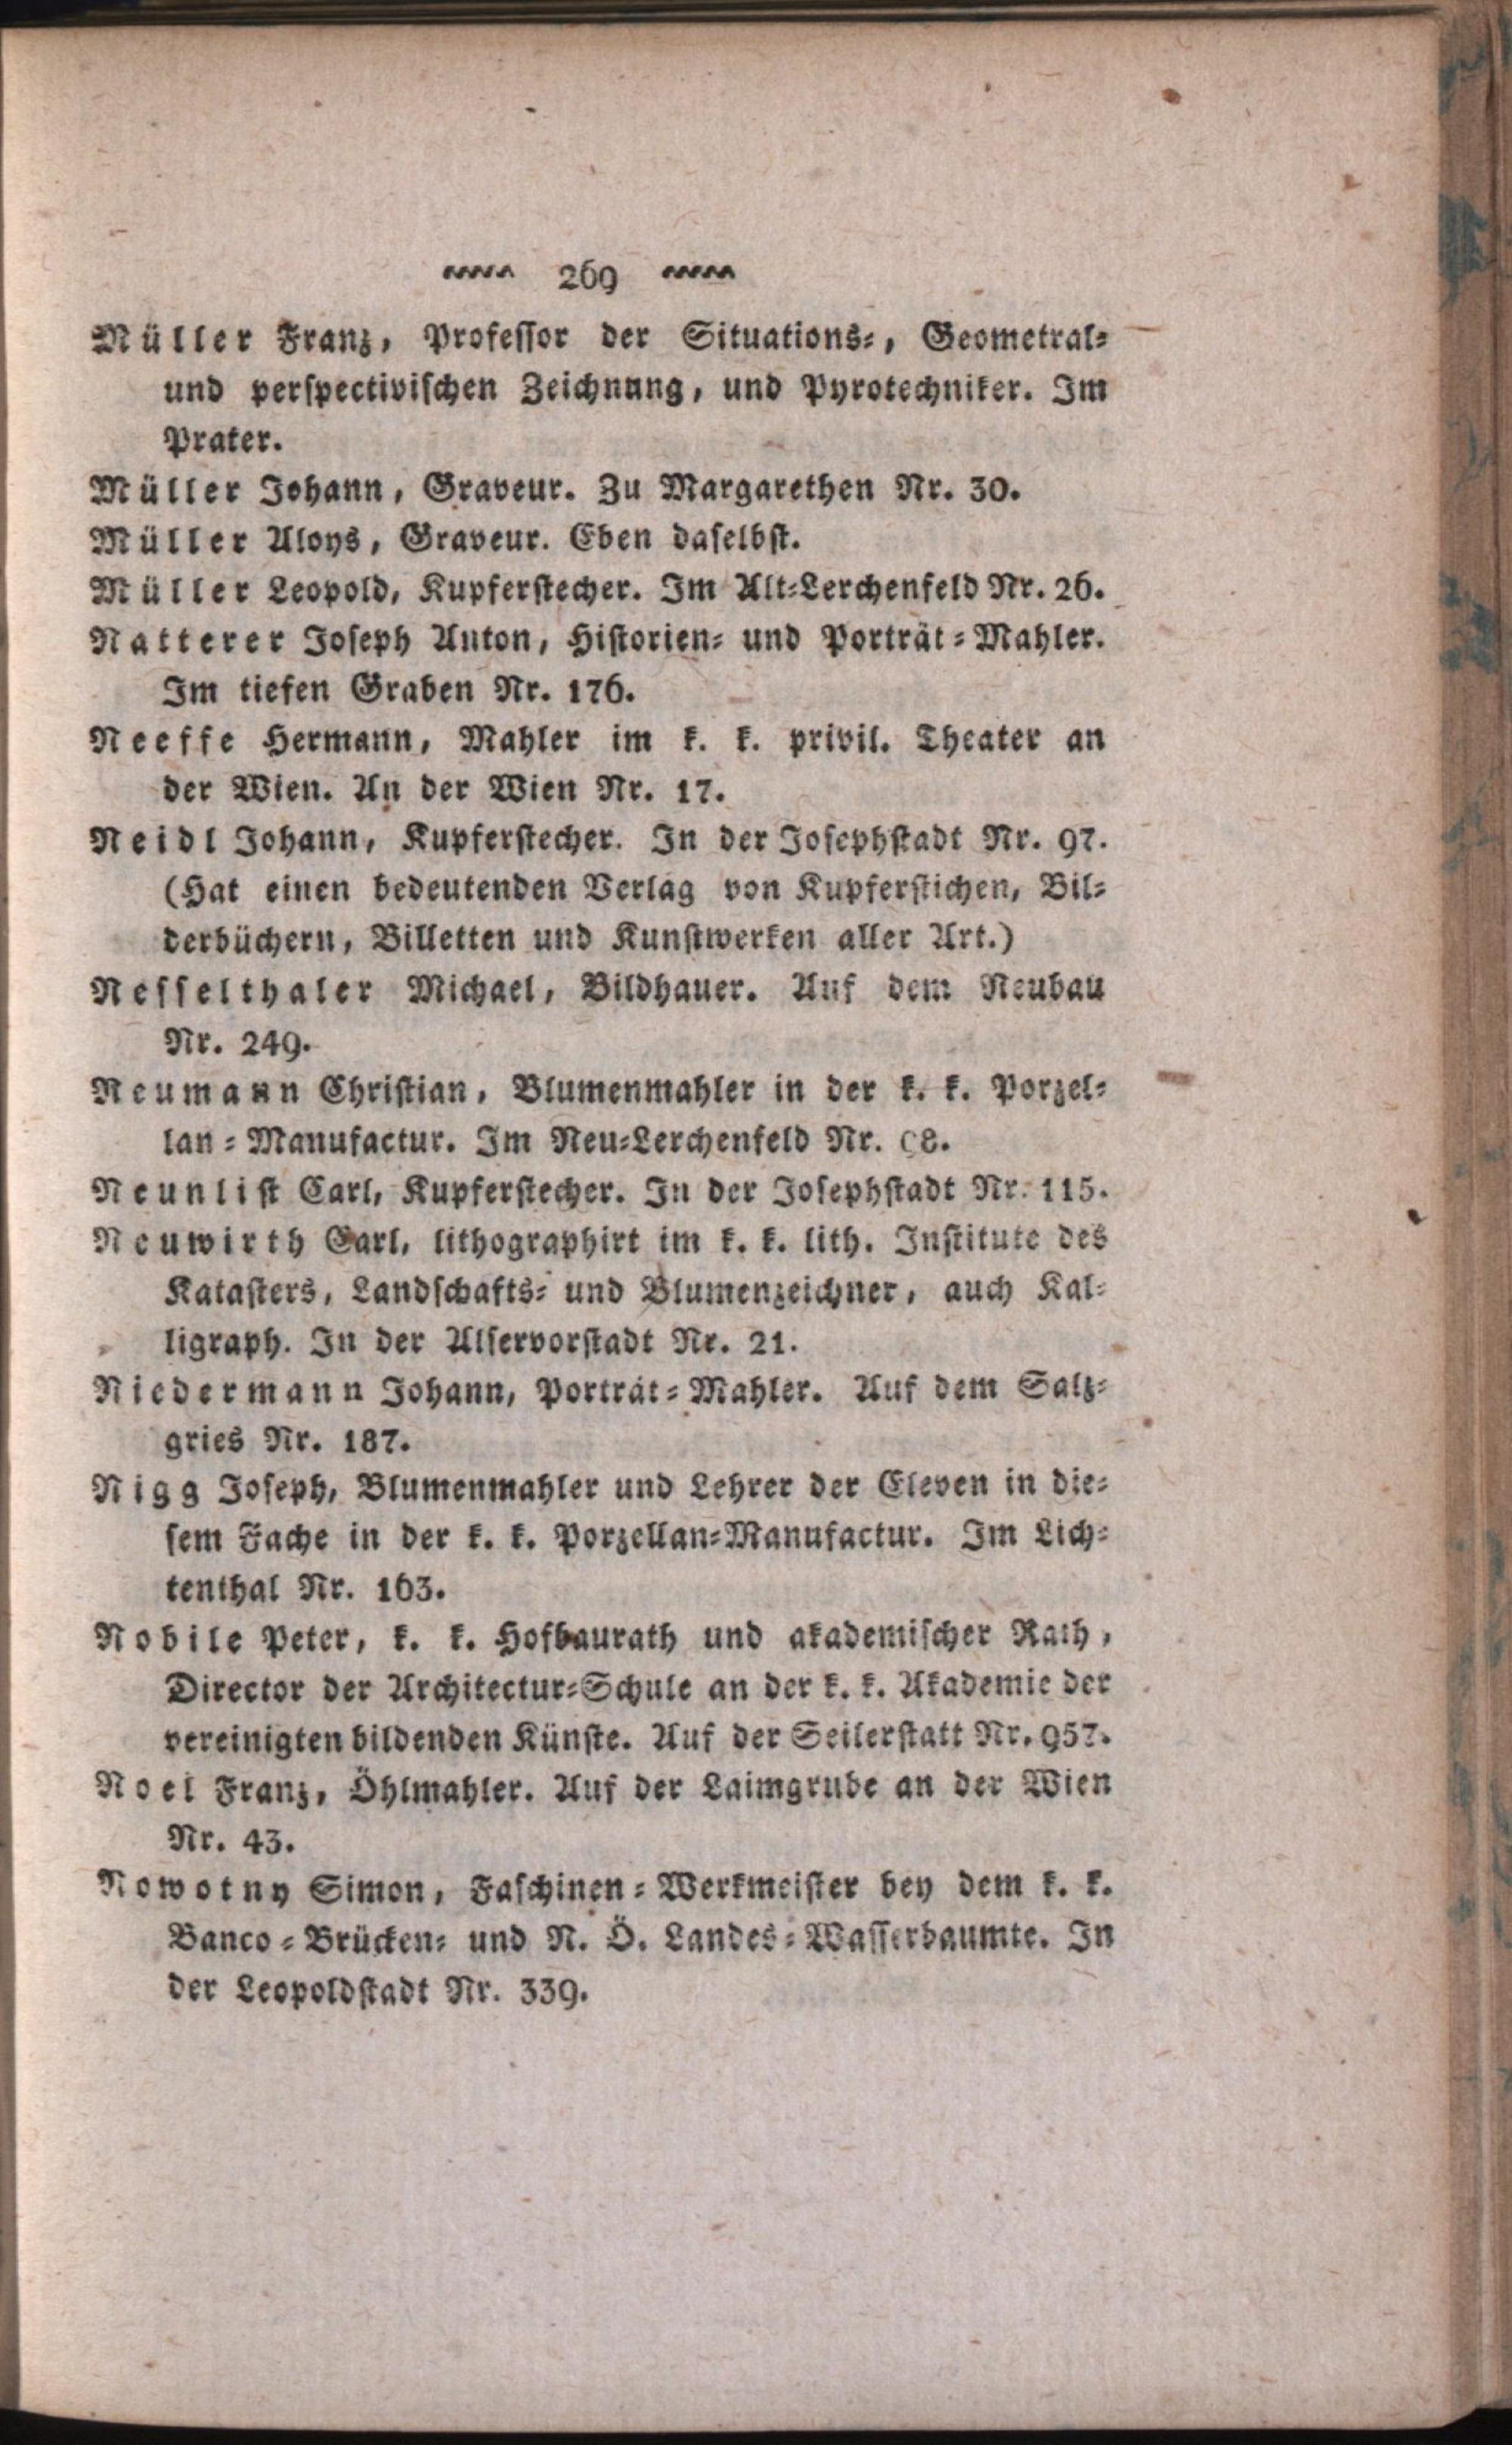 269
Müller Franz, Professor der Situations-, Geometral-
und perspectivischen Zeichnung, und Pyrotechniker. Im
Prater.
Müller Johann, Graveur. Zu Margarethen Nr. 30.
Müller Aloys, Graveur. Eben daselbst.
Müller Leopold, Kupferstecher. Im Alt-Lerchenfeld Nr. 26.
Natterer Joseph Anton, Historien- und Porträt-Mahler.
Im tiefen Graben Nr. 176.
Neeffe Hermann, Mahler im k. k. privil. Theater an
der Wien. An der Wien Nr. 17.
Neidl Johann, Kupferstecher. In der Josephstadt Nr. 97.
(Hat einen bedeutenden Verlag von Kupferstichen, Bil-
derbüchern, Billetten und Kunstwerken aller Art.)
Nesselthaler Michael, Bildhauer. Auf dem Neubau
Nr. 249.
Neumann Christian, Blumenmahler in der k. k. Porzel-
lan-Manufactur. Im Neu-Lerchenfeld Nr.
Neunlist Carl, Kupferstecher. In der Josephstadt Nr. 115.
Neuwirth Carl, lithographirt im k. k. lith. Institute des
Katasters, Landschafts- und Blumenzeichner, auch Kal-
ligraph. In der Alservorstadt Nr. 21.
Niedermann Johann, Porträt-Mahler. Auf dem Salz-
gries Nr. 187.
Nigg Joseph, Blumenmahler und Lehrer der Eleven in die-
sem Fache in der k. k. Porzellan-Manufactur. Im Lich-
tenthal Nr. 163.
Nobile Peter, k. k. Hofbaurath und akademischer Rath,
Director der Architectur-Schule an der k. k. Akademie der
vereinigten bildenden Künste. Auf der Seilerstatt Nr. 957.
Noel Franz, Öhlmahler. Auf der Laimgrube an der Wien
Nr. 43.
Nowotny Simon, Faschinen-Werkmeister bey dem k. k.
Banco-Brücken- und N. Ö. Landes-Wasserbaumte. In
der Leopoldstadt Nr. 339.